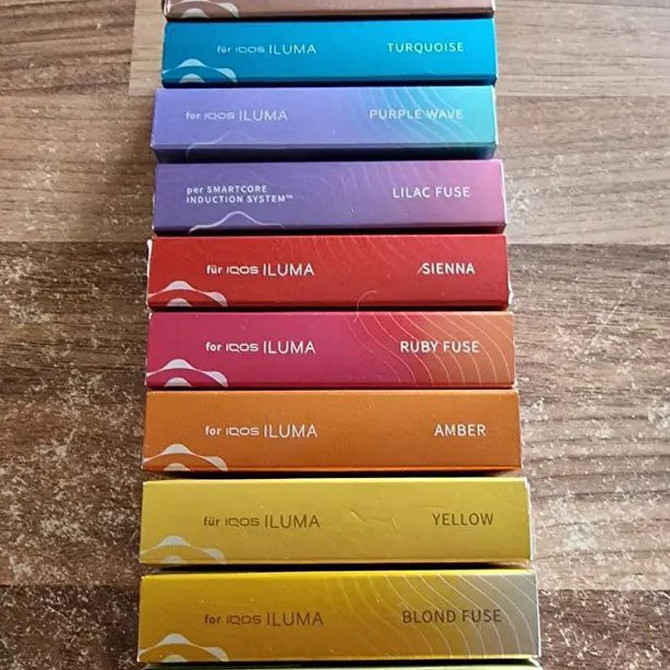 für IQOS ILUMA TURQUOISE
for IQOS ILUMA PURPLE WAVE
per SMARTCORE
INDUCTION SYSTEM™ LILAC FUSE
für IQOS ILUMA SIENNA
for IQOS ILUMA RUBY FUSE
for IQOS ILUMA AMBER
für IQOS ILUMA YELLOW
for IQOS ILUMA BLOND FUSE